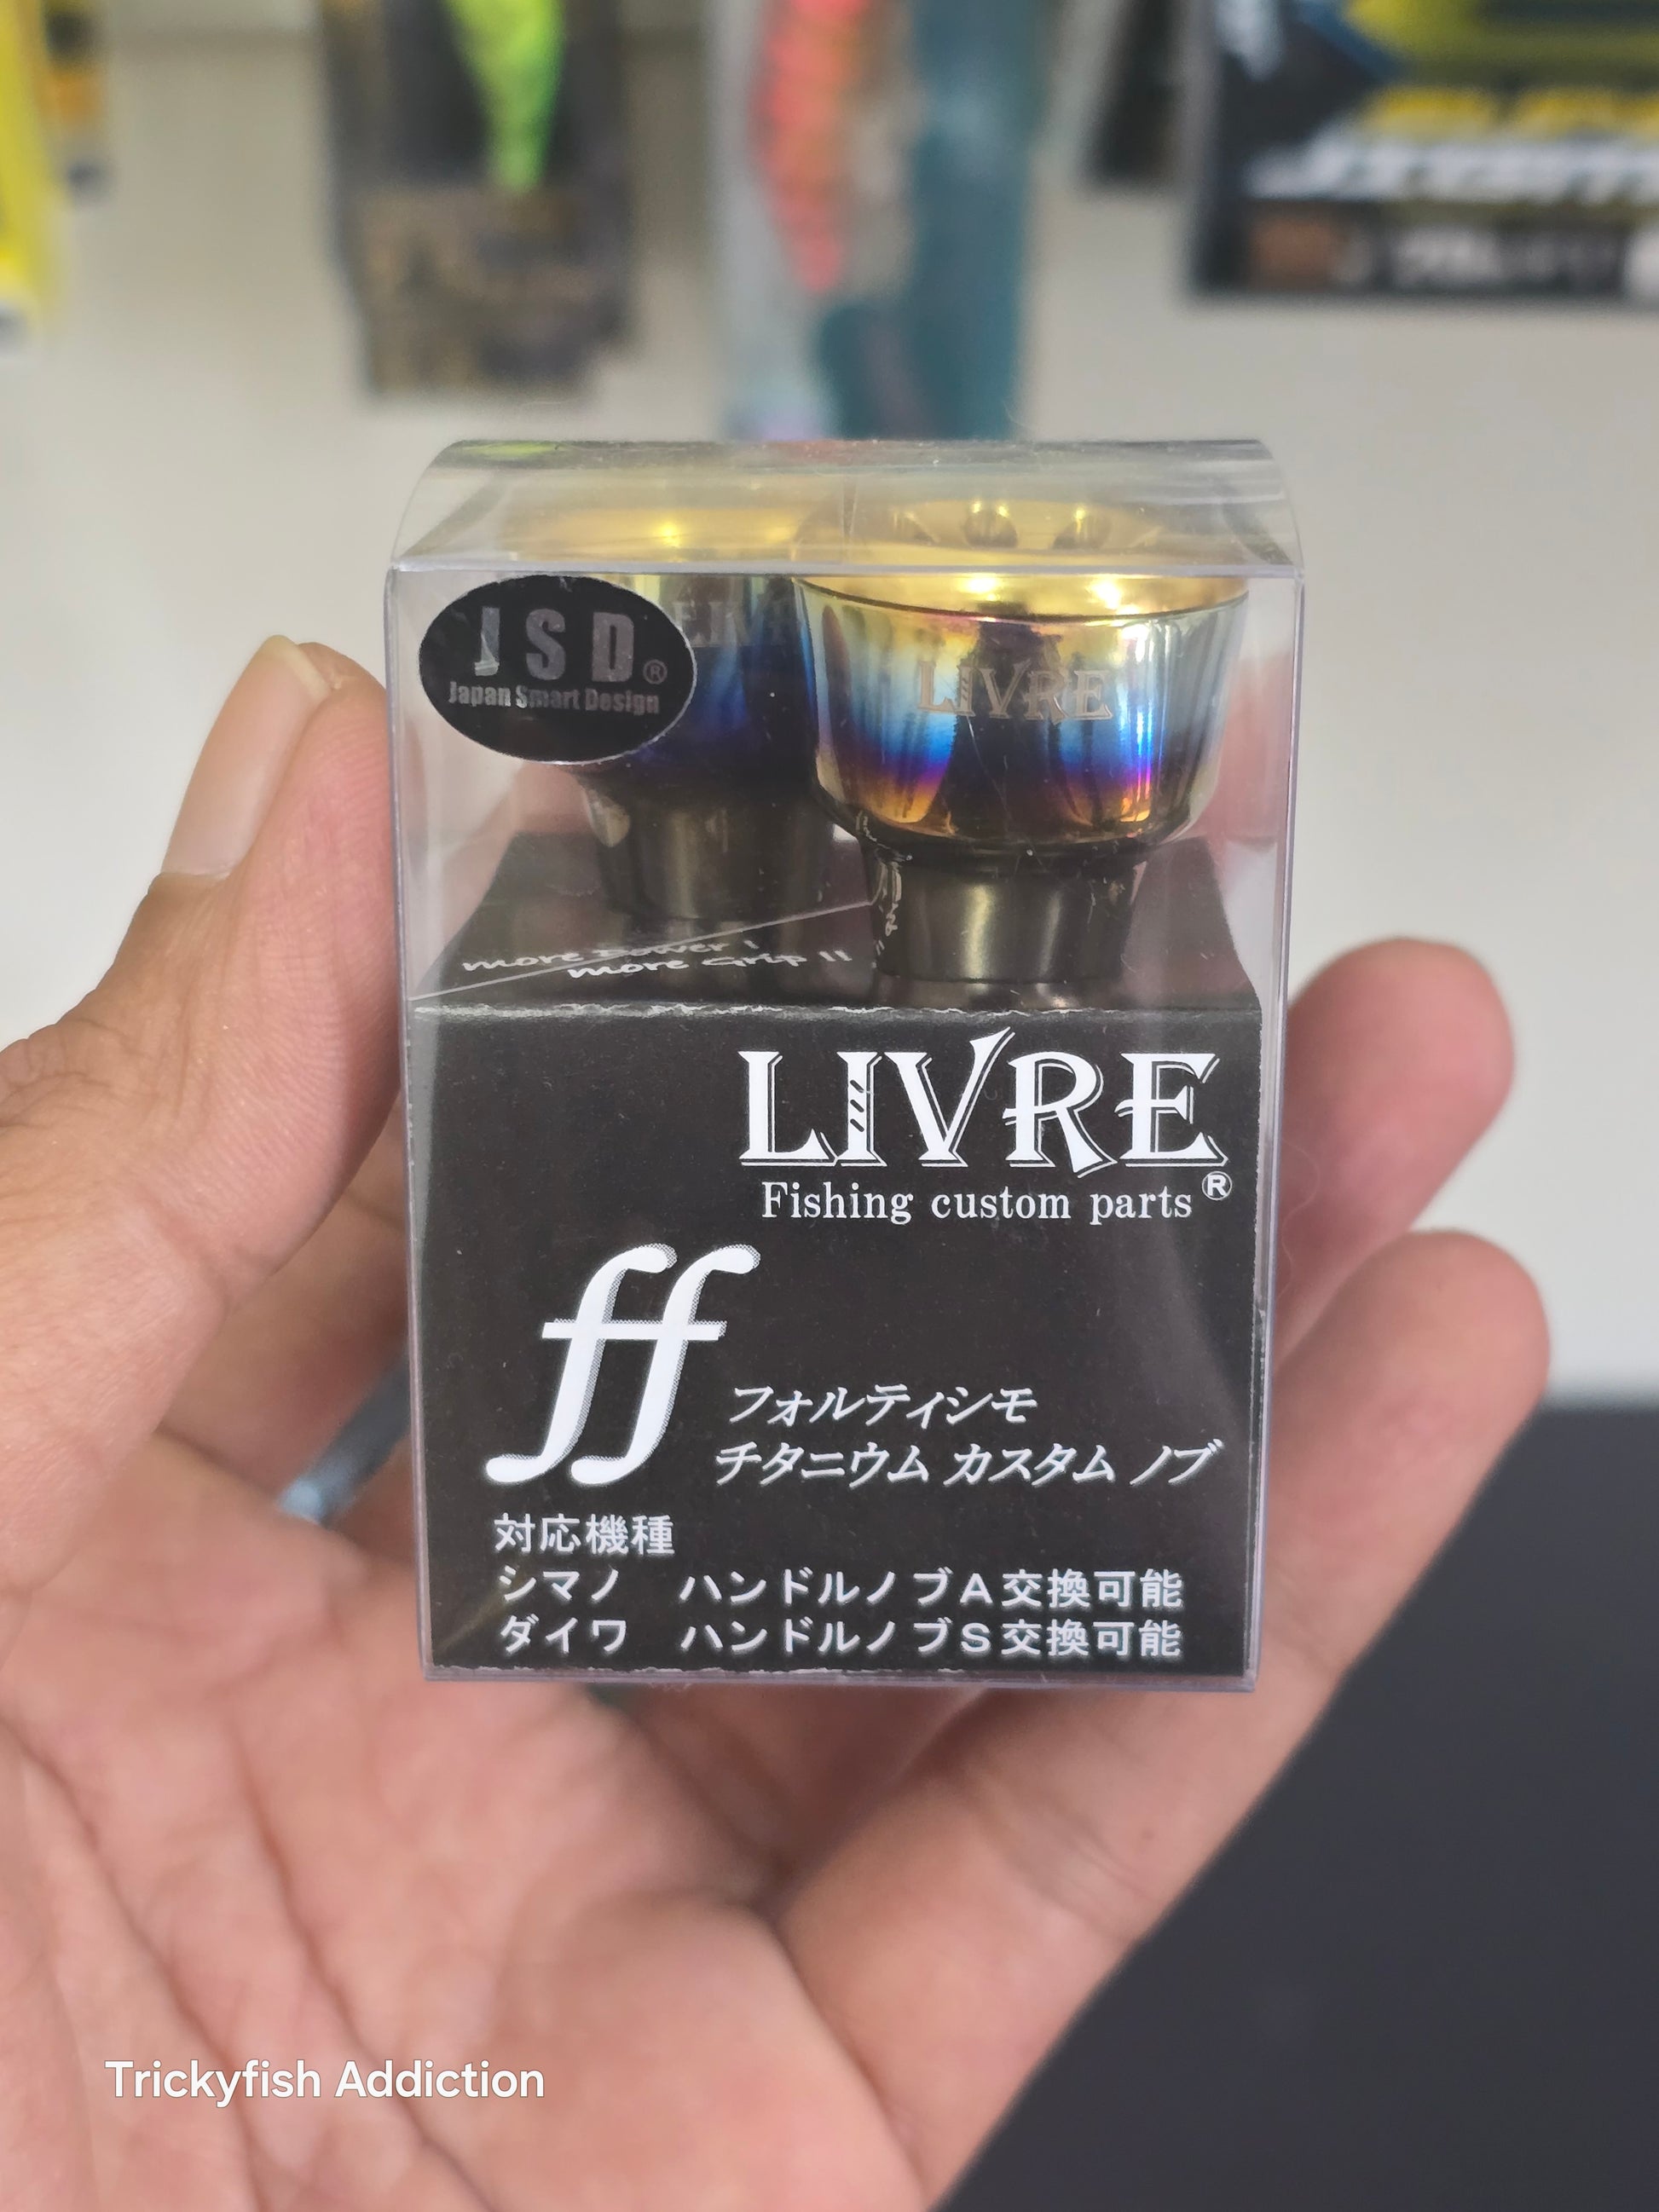 J S D®
Japan Smart Design
LIVRE
more Power !
more Grip !!
LIVRE
Fishing custom parts®
ff
フォルティシモ
チタニウム カスタム ノブ
対応機種
シマノ ハンドルノブA交換可能
ダイワ ハンドルノブS交換可能
Trickyfish Addiction